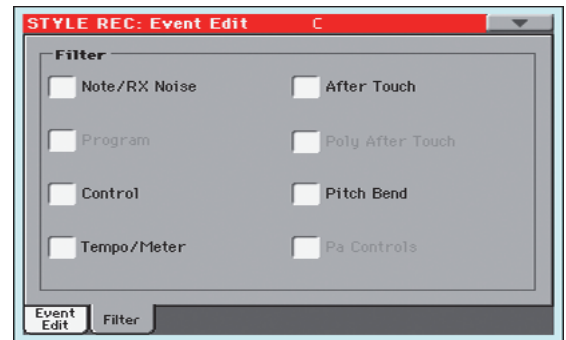 STYLE REC: Event Edit C
Filter
Note/RX Noise After Touch
Program Poly After Touch
Control Pitch Bend
Tempo/Meter Pa Controls
Event Edit Filter